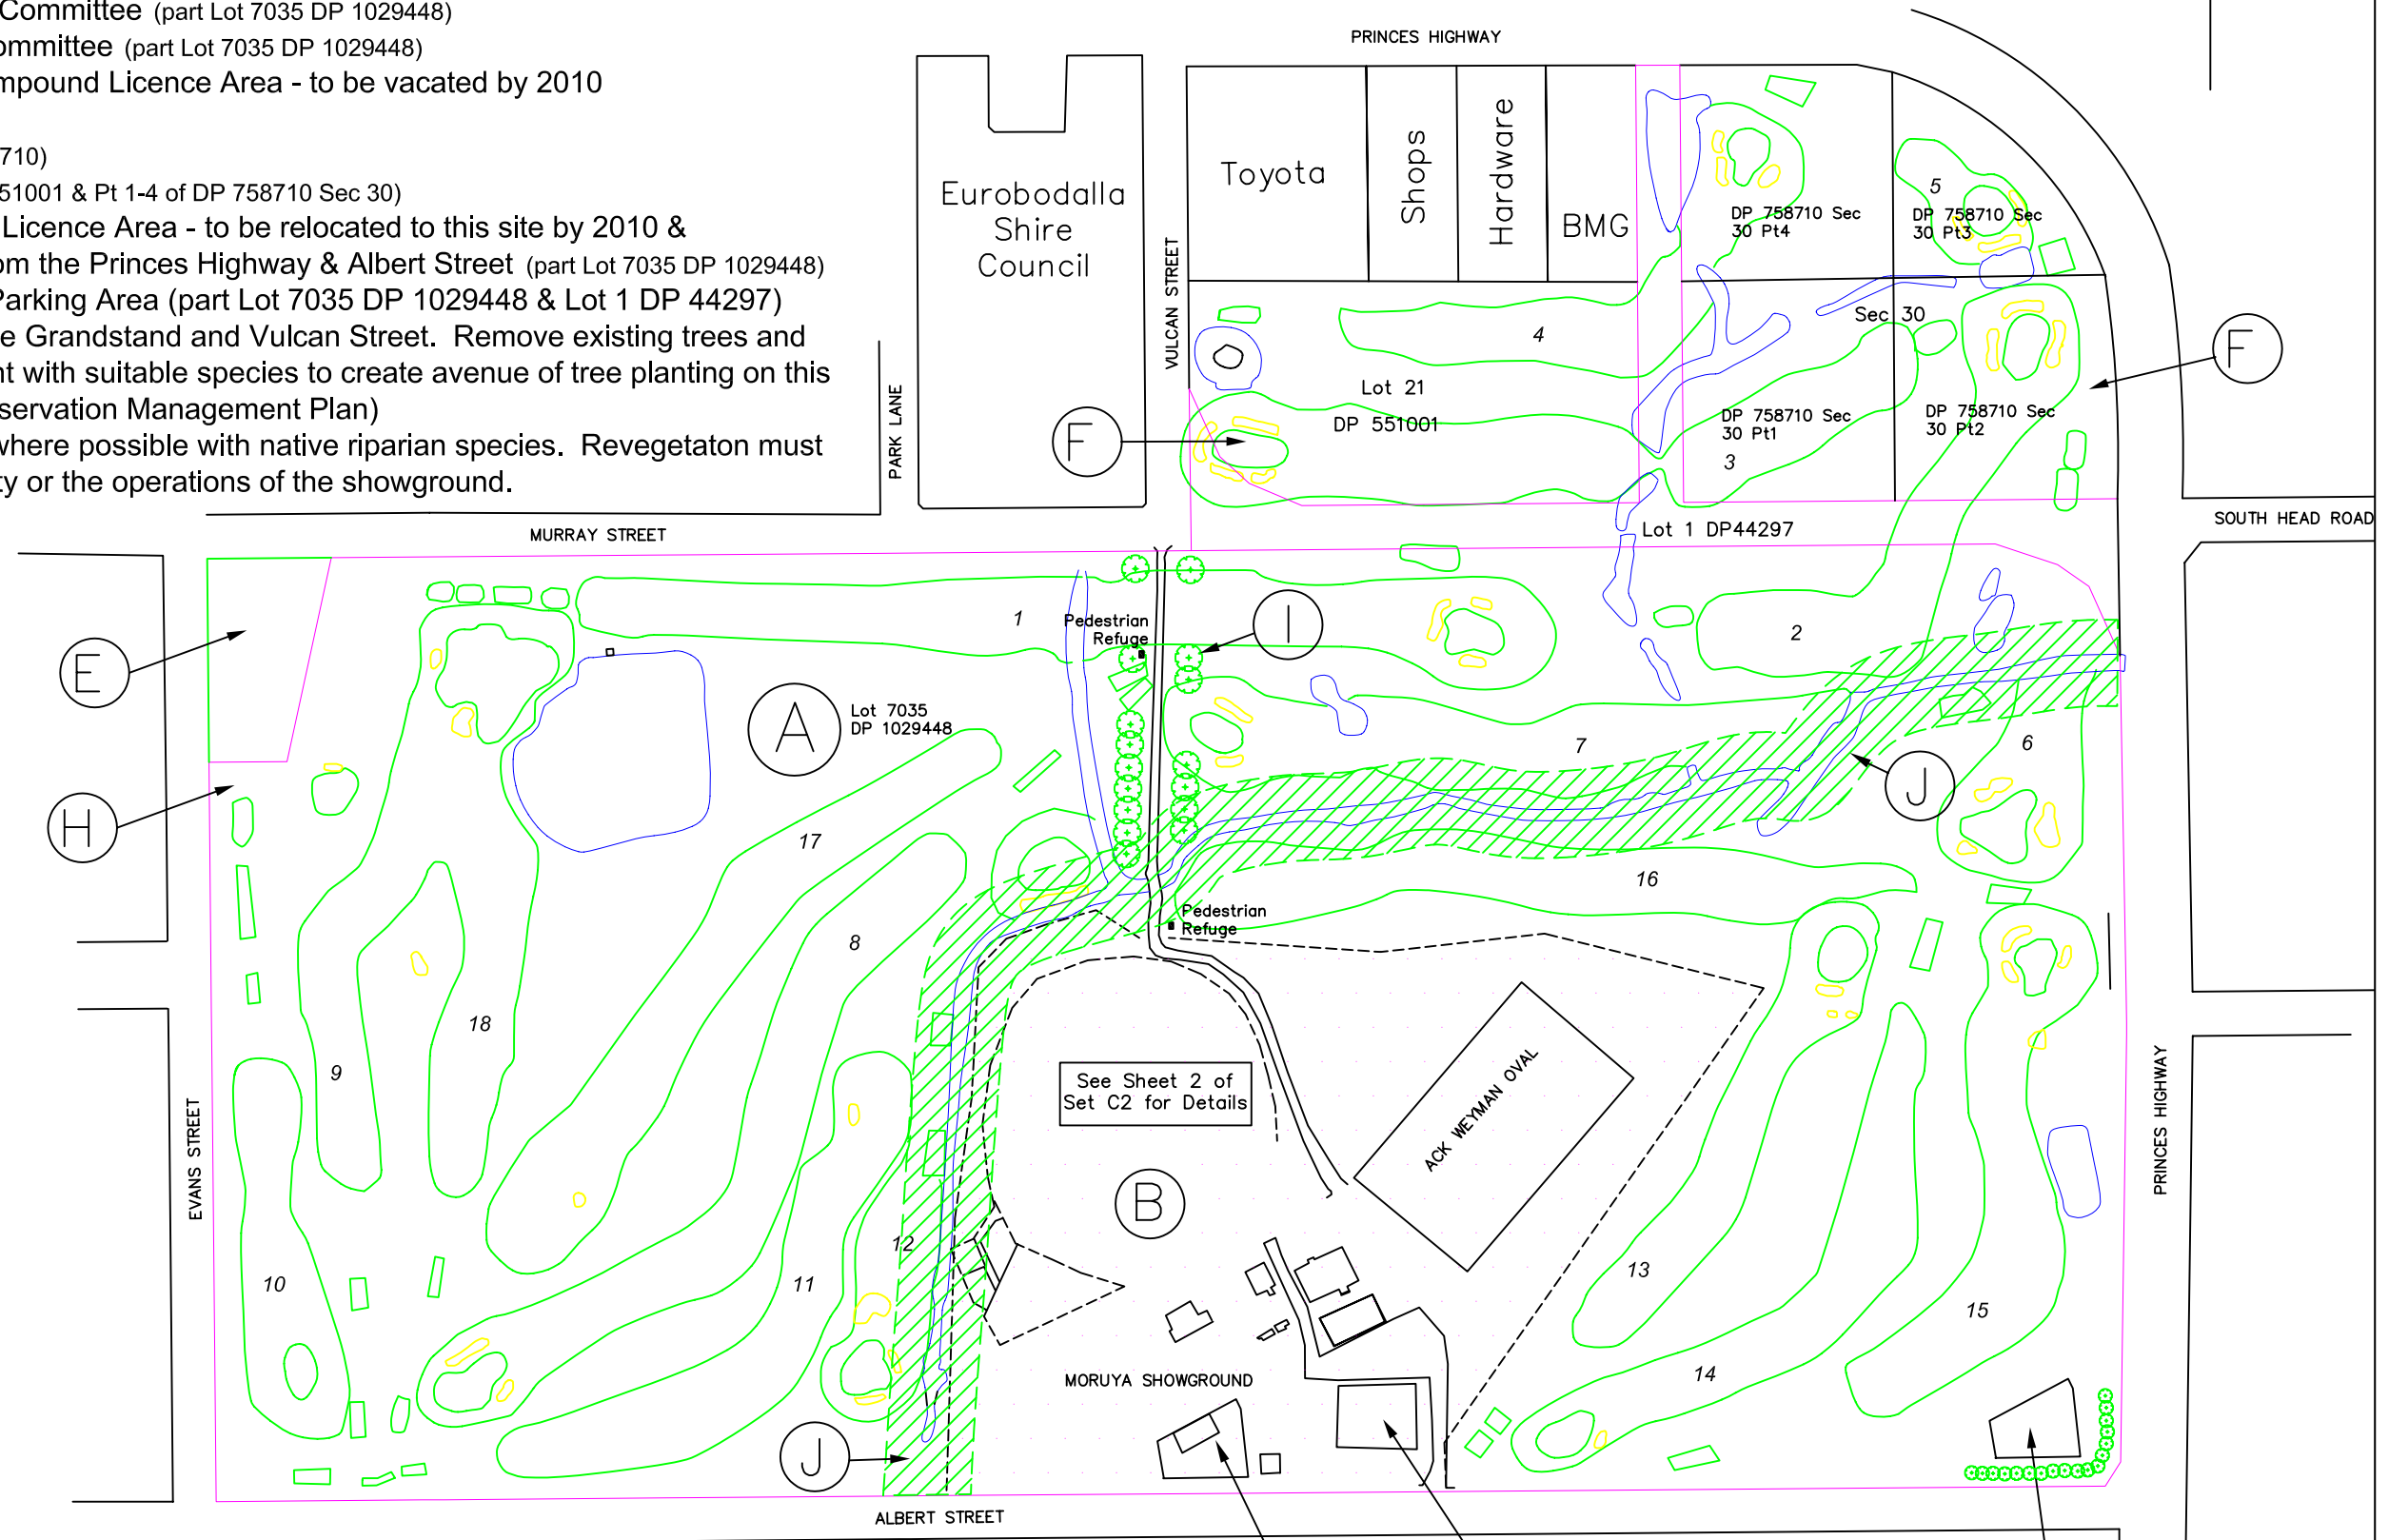 Committee (part Lot 7035 DP 1029448)
ommittee (part Lot 7035 DP 1029448)
mpound Licence Area - to be vacated by 2010
710)
551001 & Pt 1-4 of DP 758710 Sec 30)
Licence Area - to be relocated to this site by 2010 &
om the Princes Highway & Albert Street (part Lot 7035 DP 1029448)
Parking Area (part Lot 7035 DP 1029448 & Lot 1 DP 44297)
e Grandstand and Vulcan Street. Remove existing trees and
nt with suitable species to create avenue of tree planting on this
servation Management Plan)
where possible with native riparian species. Revegetaton must
ty or the operations of the showground.
PRINCES HIGHWAY
Eurobodalla
Shire
Council
Toyota
Shops
Hardware
BMG
DP 758710 Sec
30 Pt4
5
DP 758710 Sec
30 Pt3
VULCAN STREET
PARK LANE
4
Sec 30
F
Lot 21
DP 551001
F
DP 758710 Sec
30 Pt1
DP 758710 Sec
30 Pt2
3
MURRAY STREET
Lot 1 DP44297
SOUTH HEAD ROAD
1
Pedestrian
Refuge
I
2
E
A
Lot 7035
DP 1029448
7
6
H
J
17
16
8
Pedestrian
Refuge
18
9
See Sheet 2 of
Set C2 for Details
ACK WEYMAN OVAL
EVANS STREET
PRINCES HIGHWAY
B
12
10
11
13
15
14
MORUYA SHOWGROUND
J
ALBERT STREET